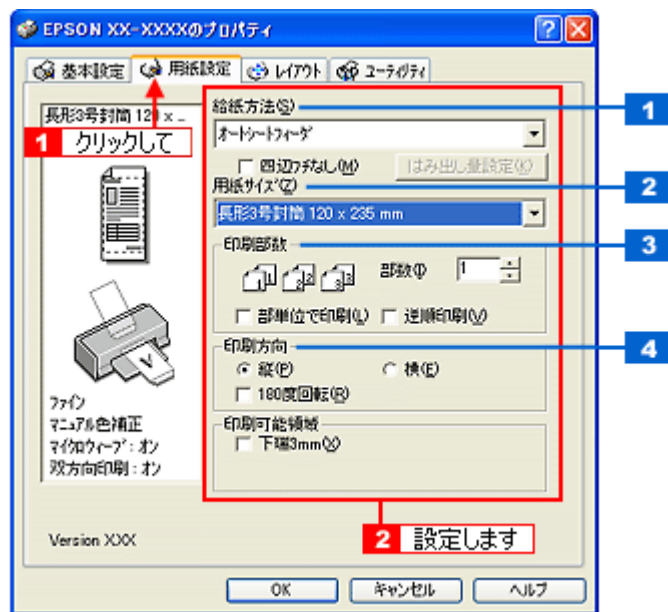 EPSON XX-XXXXのプロパティ
基本設定 用紙設定 レイアウト ユーティリティ
長形3号封筒 120 x ..
1 クリックして
給紙方法(S)
1
オートシートフィーダ
四辺フチなし(M) はみ出し量設定(K)
用紙サイズ(Z)
2
長形3号封筒 120 x 235 mm
印刷部数
3
部数(I) 1
部単位で印刷(L) 逆順印刷(V)
印刷方向
4
縦(P) 横(E)
180度回転(R)
印刷可能領域
下端3mm(X)
ファイン
マニュアル色補正
マイクロウィーブ：オン
双方向印刷：オン
2 設定します
Version XXX
OK キャンセル ヘルプ